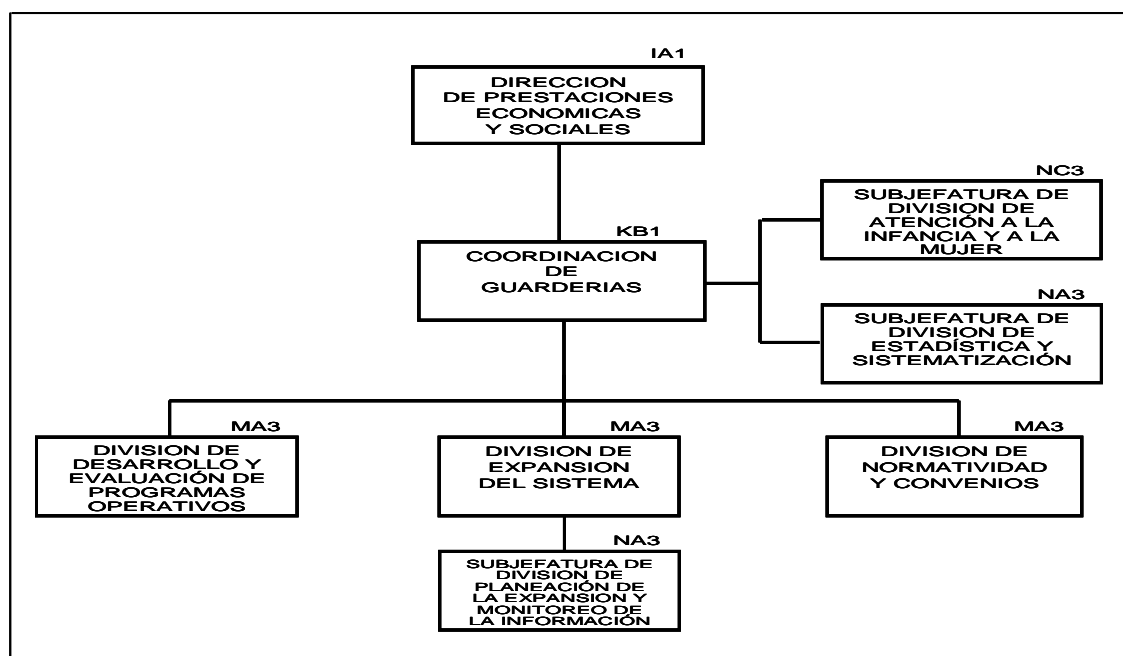 IA1
DIRECCION
DE PRESTACIONES
ECONOMICAS
Y SOCIALES
NC3
SUBJEFATURA DE
DIVISION DE
ATENCIÓN A LA
INFANCIA Y A LA
MUJER
KB1
COORDINACION
DE
GUARDERIAS
NA3
SUBJEFATURA DE
DIVISION DE
ESTADÍSTICA Y
SISTEMATIZACIÓN
MA3
DIVISION DE
DESARROLLO Y
EVALUACIÓN DE
PROGRAMAS
OPERATIVOS
MA3
DIVISION DE
EXPANSION
DEL SISTEMA
MA3
DIVISION DE
NORMATIVIDAD
Y CONVENIOS
NA3
SUBJEFATURA DE
DIVISION DE
PLANEACIÓN DE
LA EXPANSION Y
MONITOREO DE
LA INFORMACIÓN